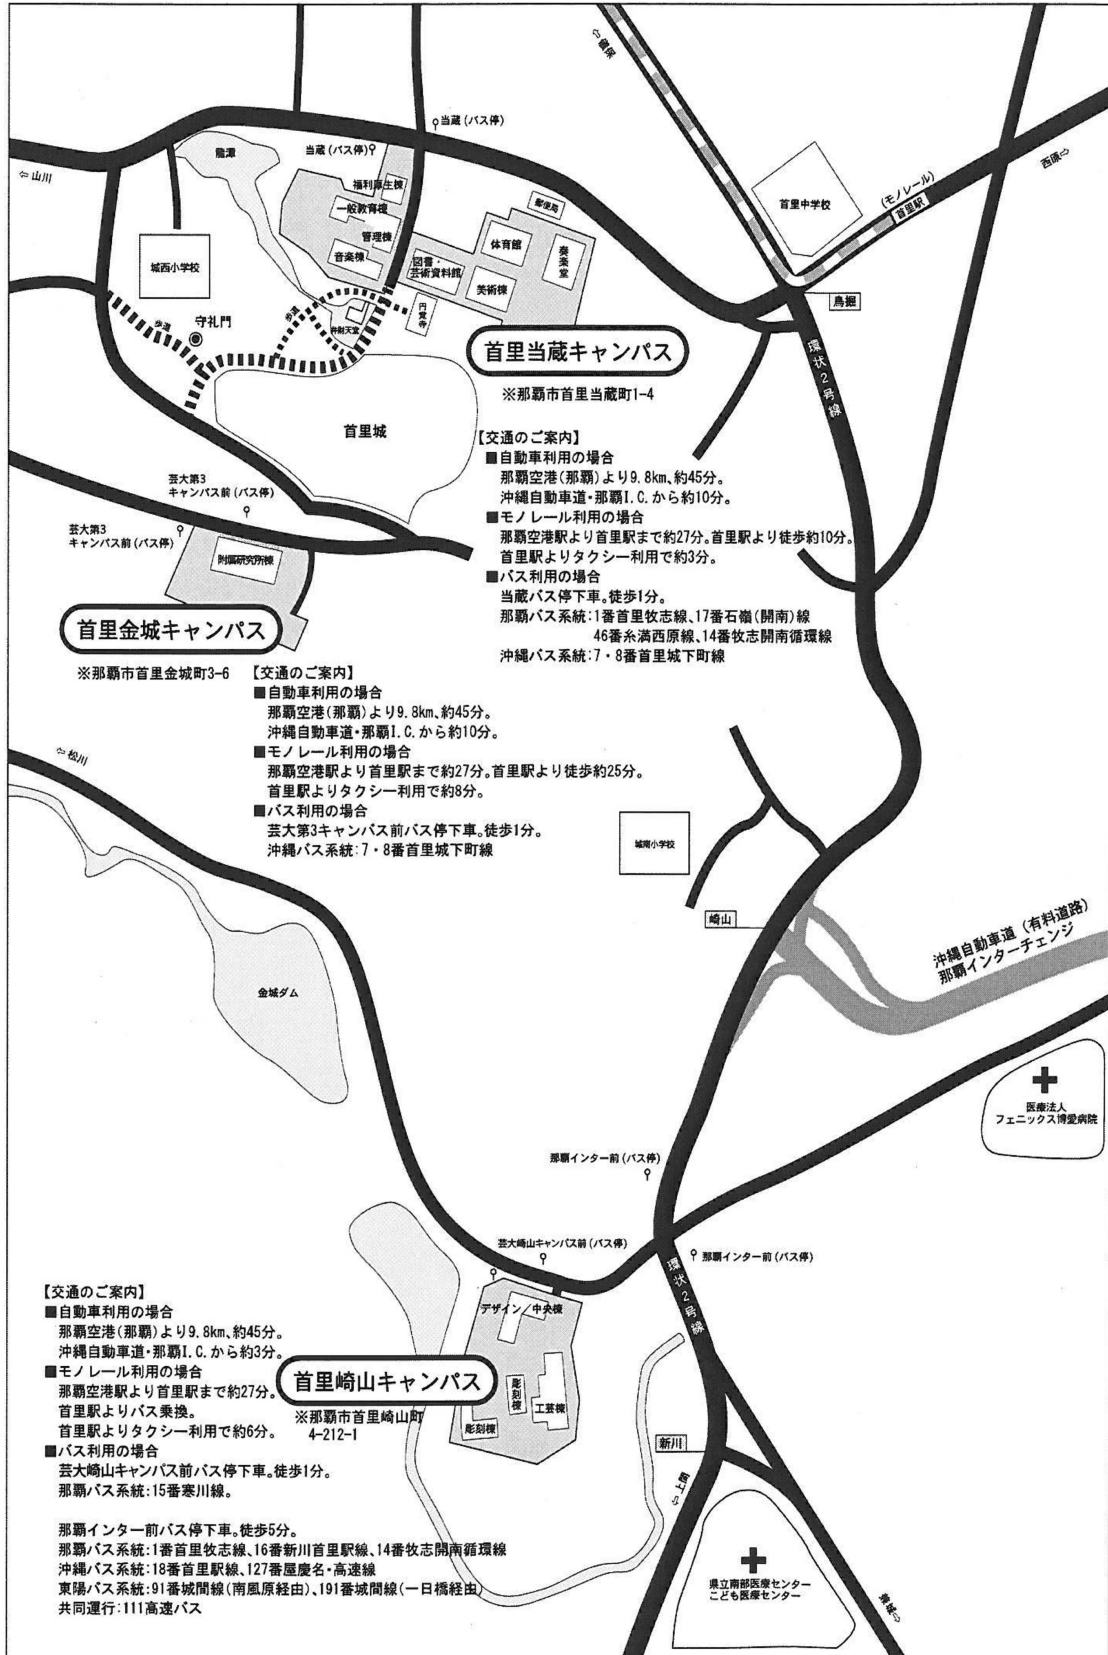 ⇦儀保
当蔵(バス停)
西原⇨
当蔵(バス停)
龍潭
⇦山川
福利厚生棟
首里中学校
(モノレール)
首里駅
一般教育棟
郵便局
管理棟
体育館
奏楽堂
音楽棟
図書・
芸術資料館
美術棟
城西小学校
円覚寺
鳥堀
歩道
守礼門
歩道
弁財天堂
首里当蔵キャンパス
環状2号線
※那覇市首里当蔵町1-4
首里城
【交通のご案内】
■自動車利用の場合
那覇空港(那覇)より9.8km、約45分。
沖縄自動車道・那覇I.C.から約10分。
■モノレール利用の場合
那覇空港駅より首里駅まで約27分。首里駅より徒歩約10分。
首里駅よりタクシー利用で約3分。
■バス利用の場合
当蔵バス停下車。徒歩1分。
那覇バス系統:1番首里牧志線、17番石嶺(開南)線
46番糸満西原線、14番牧志開南循環線
沖縄バス系統:7・8番首里城下町線
芸大第3
キャンパス前(バス停)
芸大第3
キャンパス前(バス停)
附属研究所棟
首里金城キャンパス
※那覇市首里金城町3-6
【交通のご案内】
■自動車利用の場合
那覇空港(那覇)より9.8km、約45分。
沖縄自動車道・那覇I.C.から約10分。
■モノレール利用の場合
那覇空港駅より首里駅まで約27分。首里駅より徒歩約25分。
首里駅よりタクシー利用で約8分。
■バス利用の場合
芸大第3キャンパス前バス停下車。徒歩1分。
沖縄バス系統:7・8番首里城下町線
⇦松川
城南小学校
崎山
沖縄自動車道(有料道路)
那覇インターチェンジ
金城ダム
医療法人
フェニックス博愛病院
那覇インター前(バス停)
芸大崎山キャンパス前(バス停)
那覇インター前(バス停)
環状2号線
デザイン/中央棟
彫刻棟
工芸棟
彫刻棟
首里崎山キャンパス
※那覇市首里崎山町
4-212-1
【交通のご案内】
■自動車利用の場合
那覇空港(那覇)より9.8km、約45分。
沖縄自動車道・那覇I.C.から約3分。
■モノレール利用の場合
那覇空港駅より首里駅まで約27分。
首里駅よりバス乗換。
首里駅よりタクシー利用で約6分。
■バス利用の場合
芸大崎山キャンパス前バス停下車。徒歩1分。
那覇バス系統:15番寒川線。
那覇インター前バス停下車。徒歩5分。
那覇バス系統:1番首里牧志線、16番新川首里駅線、14番牧志開南循環線
沖縄バス系統:18番首里駅線、127番屋慶名・高速線
東陽バス系統:91番城間線(南風原経由)、191番城間線(一日橋経由)
共同運行:111高速バス
新川
⇦上間
県立南部医療センター
こども医療センター